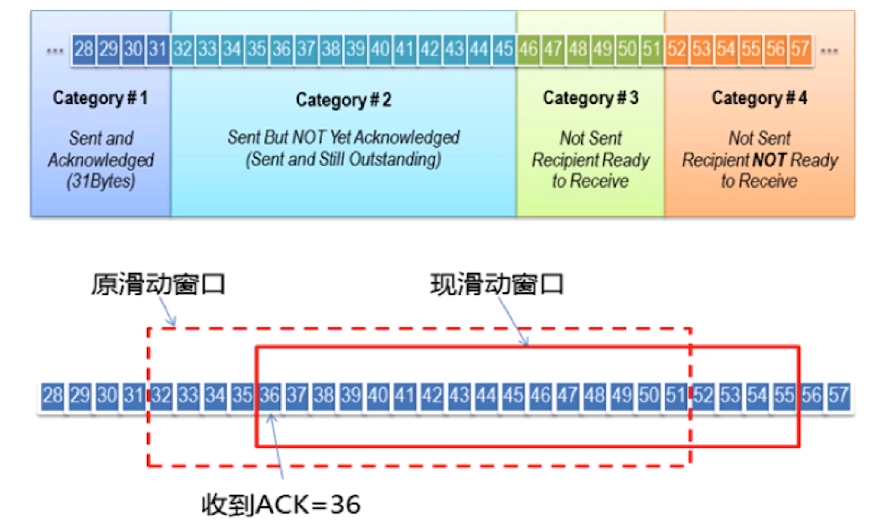 ... 28 29 30 31 32 33 34 35 36 37 38 39 40 41 42 43 44 45 46 47 48 49 50 51 52 53 54 55 56 57 ...
Category # 1
Sent and
Acknowledged
(31Bytes)
Category # 2
Sent But NOT Yet Acknowledged
(Sent and Still Outstanding)
Category # 3
Not Sent
Recipient Ready
to Receive
Category # 4
Not Sent
Recipient NOT Ready
to Receive
原滑动窗口
现滑动窗口
28 29 30 31 32 33 34 35 36 37 38 39 40 41 42 43 44 45 46 47 48 49 50 51 52 53 54 55 56 57
收到ACK=36